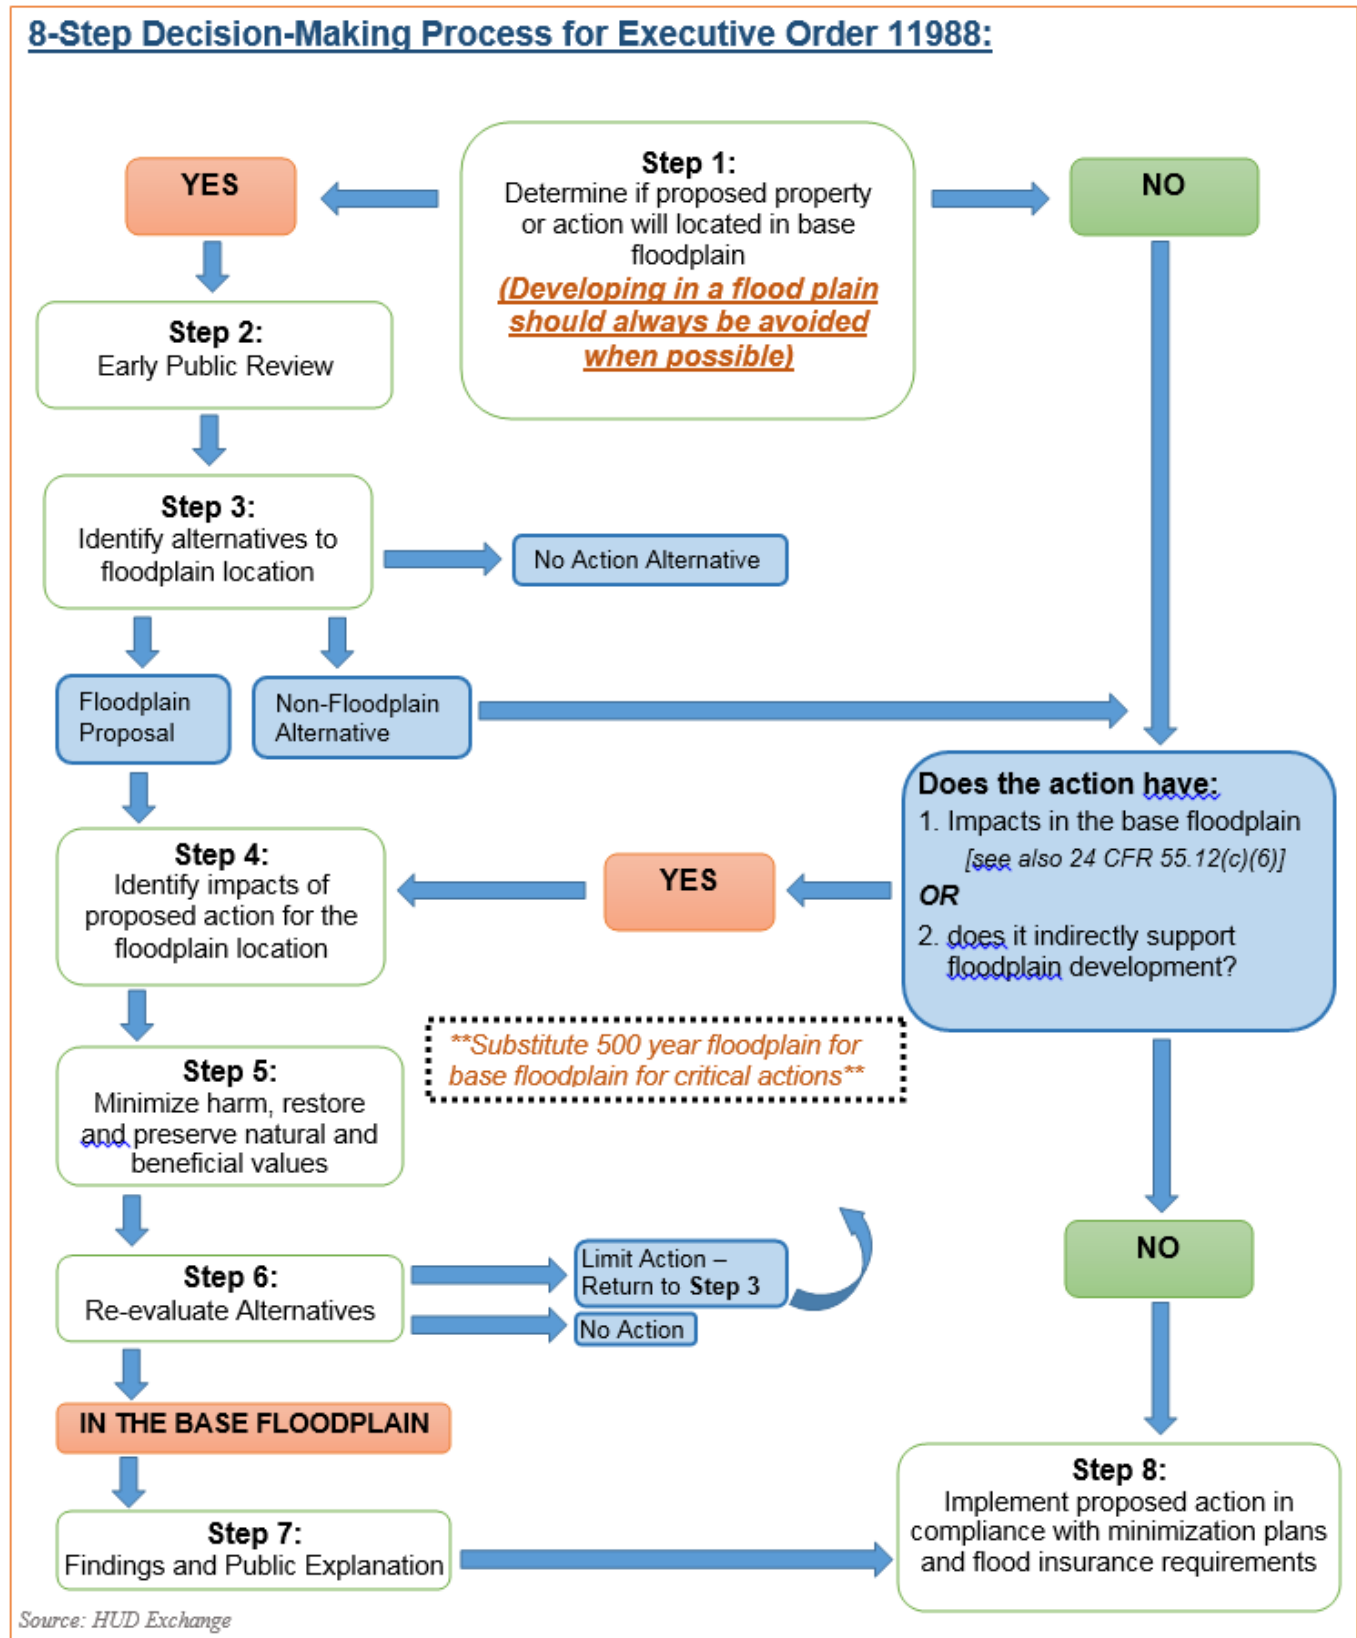 8-Step Decision-Making Process for Executive Order 11988:
YES
Step 1:
Determine if proposed property
or action will located in base
floodplain
(Developing in a flood plain
should always be avoided
when possible)
NO
Step 2:
Early Public Review
Step 3:
Identify alternatives to
floodplain location
No Action Alternative
Floodplain
Proposal
Non-Floodplain
Alternative
Does the action have:
1. Impacts in the base floodplain
[see also 24 CFR 55.12(c)(6)]
OR
2. does it indirectly support
floodplain development?
YES
Step 4:
Identify impacts of
proposed action for the
floodplain location
**Substitute 500 year floodplain for
base floodplain for critical actions**
Step 5:
Minimize harm, restore
and preserve natural and
beneficial values
Step 6:
Re-evaluate Alternatives
Limit Action –
Return to Step 3
No Action
NO
IN THE BASE FLOODPLAIN
Step 7:
Findings and Public Explanation
Step 8:
Implement proposed action in
compliance with minimization plans
and flood insurance requirements
Source: HUD Exchange